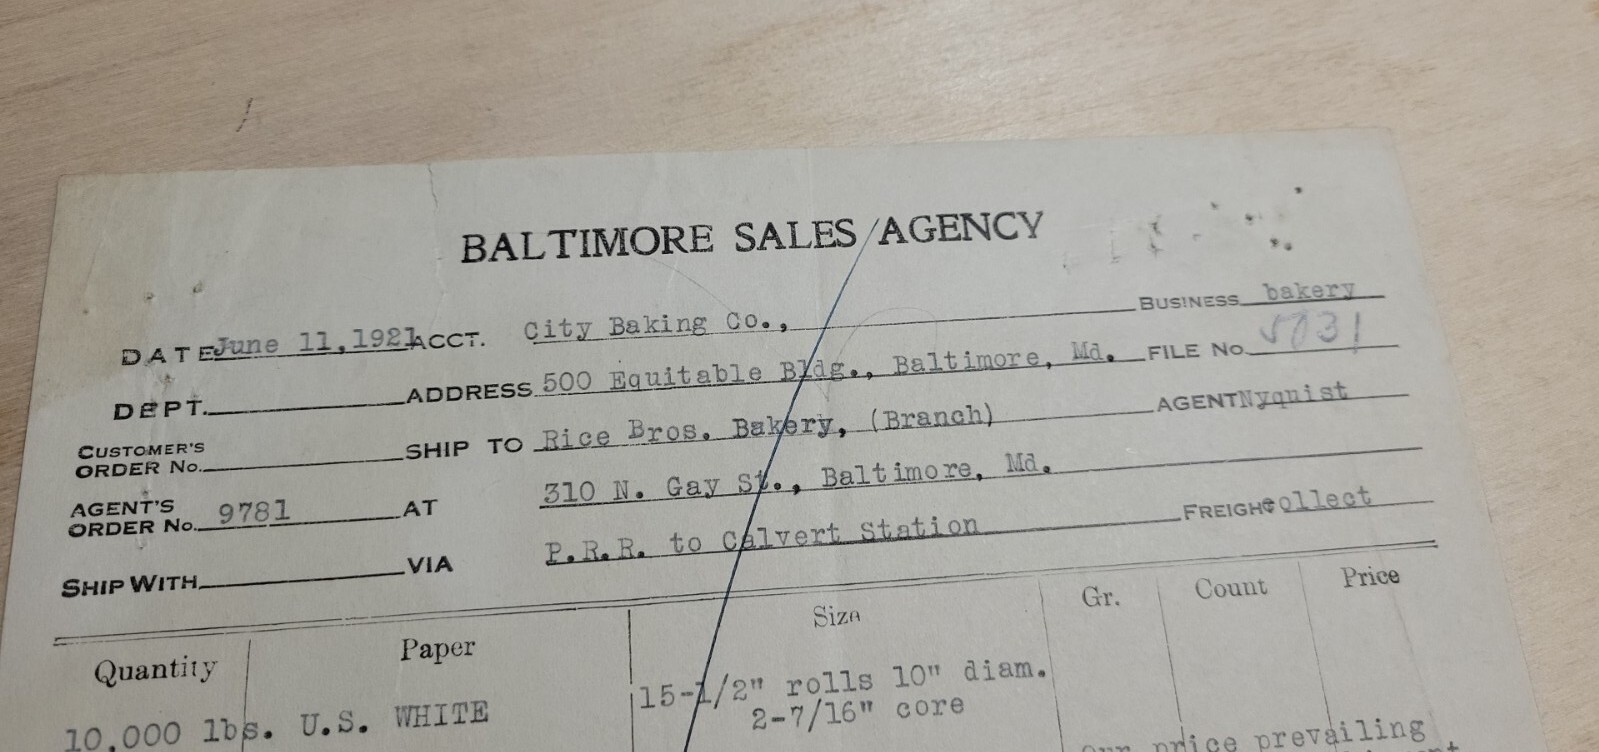 BALTIMORE SALES AGENCY
DATE June 11, 1921 ACCT. City Baking Co., BUSINESS bakery
DEPT. ADDRESS 500 Equitable Bldg., Baltimore, Md. FILE No.
CUSTOMER'S ORDER No. SHIP TO Rice Bros. Bakery, (Branch) AGENT Nyquist
AGENT'S ORDER No. 9781 AT 310 N. Gay St., Baltimore, Md.
SHIP WITH VIA P.R.R. to Calvert Station FREIGHT collect
Quantity Paper Size Gr. Count Price
10,000 lbs. U.S. WHITE 15-1/2" rolls 10" diam.
2-7/16" core
our price prevailing